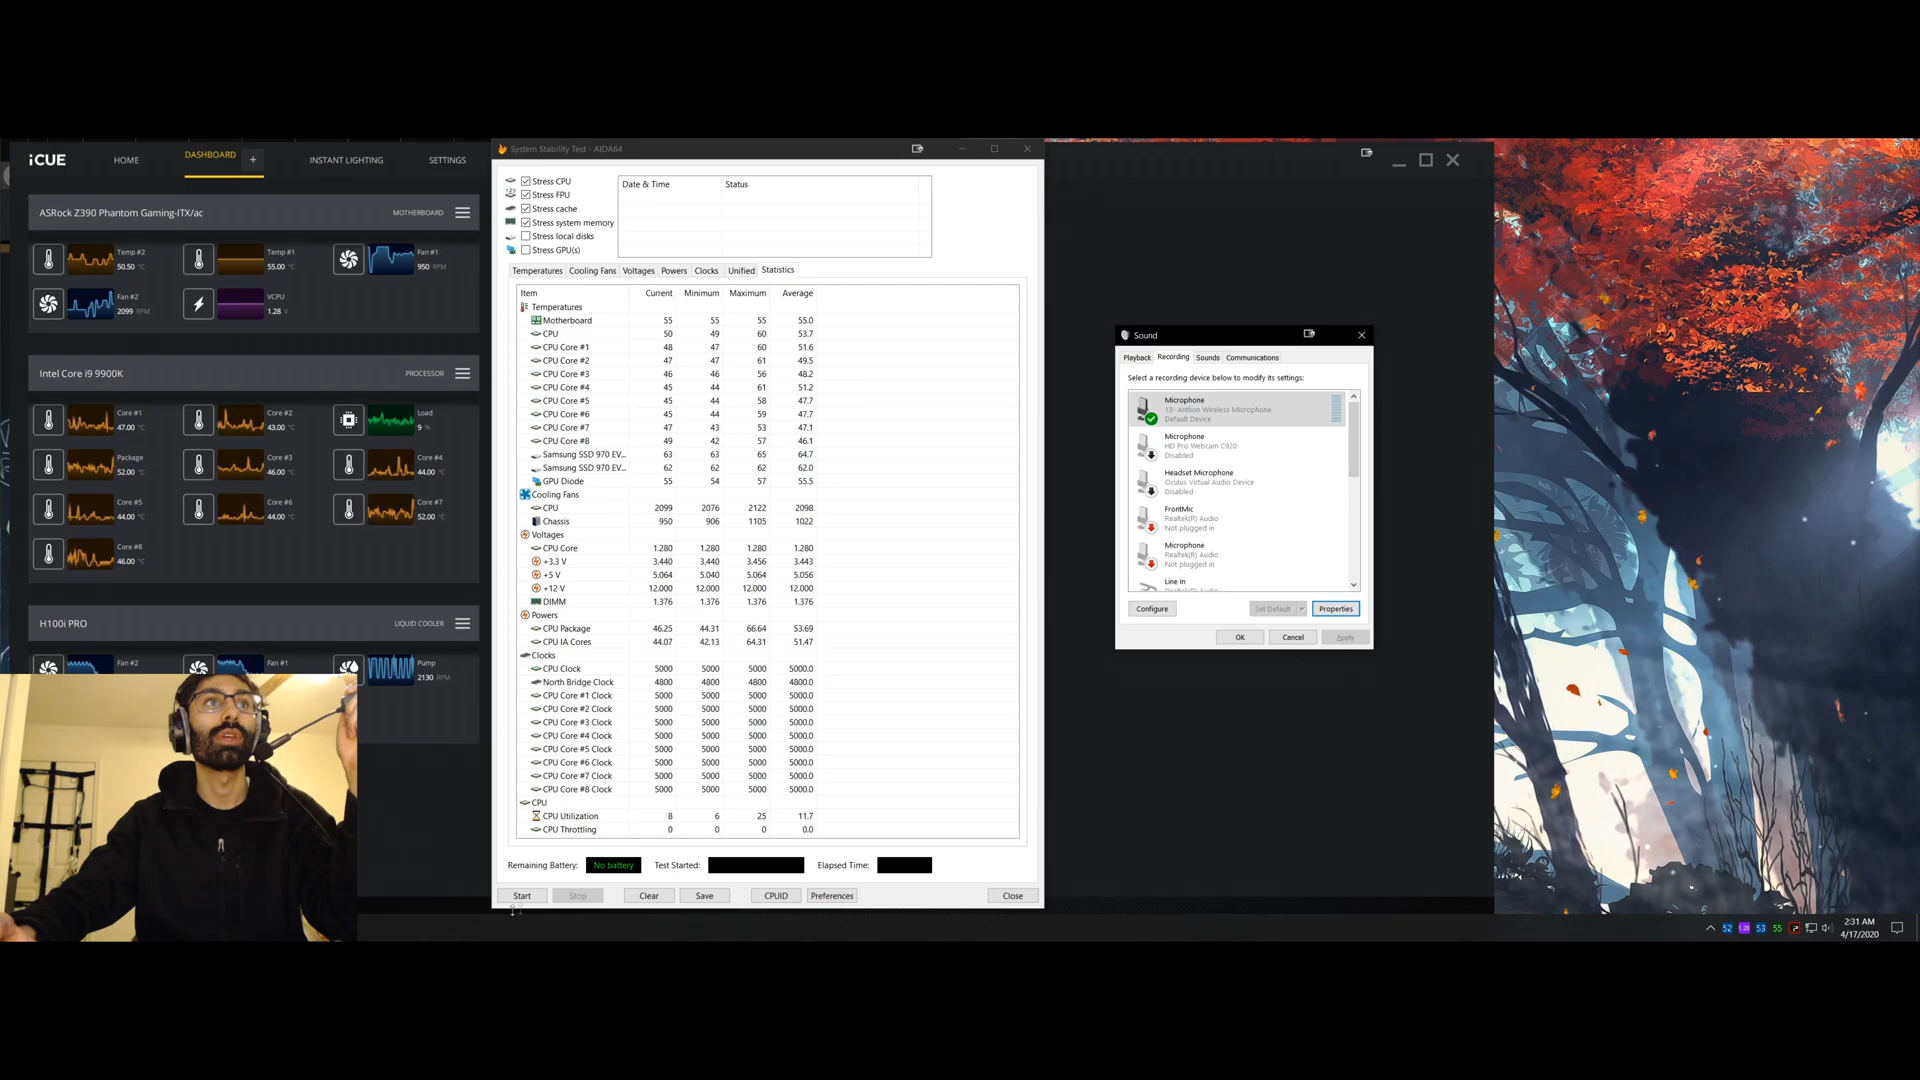 iCUE
HOME
DASHBOARD
+
INSTANT LIGHTING
SETTINGS
ASRock Z390 Phantom Gaming-ITX/ac
MOTHERBOARD
Temp #2
50.50 °C
Temp #1
55.00 °C
Fan #1
950 RPM
Fan #2
2099 RPM
VCPU
1.28 V
Intel Core i9 9900K
PROCESSOR
Core #1
47.00 °C
Core #2
43.00 °C
Load
9 %
Package
52.00 °C
Core #3
46.00 °C
Core #4
44.00 °C
Core #5
44.00 °C
Core #6
44.00 °C
Core #7
52.00 °C
Core #8
46.00 °C
H100i PRO
LIQUID COOLER
Fan #2
Fan #1
Pump
2130 RPM
System Stability Test - AIDA64
Stress CPU
Stress FPU
Stress cache
Stress system memory
Stress local disks
Stress GPU(s)
Date & Time Status
Temperatures Cooling Fans Voltages Powers Clocks Unified Statistics
Item Current Minimum Maximum Average
Temperatures
Motherboard 55 55 55 55.0
CPU 50 49 60 53.7
CPU Core #1 48 47 60 51.6
CPU Core #2 47 47 61 49.5
CPU Core #3 46 46 56 48.2
CPU Core #4 45 44 61 51.2
CPU Core #5 45 44 58 47.7
CPU Core #6 45 44 59 47.7
CPU Core #7 47 43 53 47.1
CPU Core #8 49 42 57 46.1
Samsung SSD 970 EV... 63 63 65 64.7
Samsung SSD 970 EV... 62 62 62 62.0
GPU Diode 55 54 57 55.5
Cooling Fans
CPU 2099 2076 2122 2098
Chassis 950 906 1105 1022
Voltages
CPU Core 1.280 1.280 1.280 1.280
+3.3 V 3.440 3.440 3.456 3.443
+5 V 5.064 5.040 5.064 5.056
+12 V 12.000 12.000 12.000 12.000
DIMM 1.376 1.376 1.376 1.376
Powers
CPU Package 46.25 44.31 66.64 53.69
CPU IA Cores 44.07 42.13 64.31 51.47
Clocks
CPU Clock 5000 5000 5000 5000.0
North Bridge Clock 4800 4800 4800 4800.0
CPU Core #1 Clock 5000 5000 5000 5000.0
CPU Core #2 Clock 5000 5000 5000 5000.0
CPU Core #3 Clock 5000 5000 5000 5000.0
CPU Core #4 Clock 5000 5000 5000 5000.0
CPU Core #5 Clock 5000 5000 5000 5000.0
CPU Core #6 Clock 5000 5000 5000 5000.0
CPU Core #7 Clock 5000 5000 5000 5000.0
CPU Core #8 Clock 5000 5000 5000 5000.0
CPU
CPU Utilization 8 6 25 11.7
CPU Throttling 0 0 0 0.0
Remaining Battery: No battery Test Started: Elapsed Time:
Start Stop Clear Save CPUID Preferences Close
Sound
Playback Recording Sounds Communications
Select a recording device below to modify its settings:
Microphone
13- Antlion Wireless Microphone
Default Device
Microphone
HD Pro Webcam C920
Disabled
Headset Microphone
Oculus Virtual Audio Device
Disabled
FrontMic
Realtek(R) Audio
Not plugged in
Microphone
Realtek(R) Audio
Not plugged in
Line In
Configure Set Default Properties
OK Cancel Apply
52 1.28 53 55
2:31 AM
4/17/2020